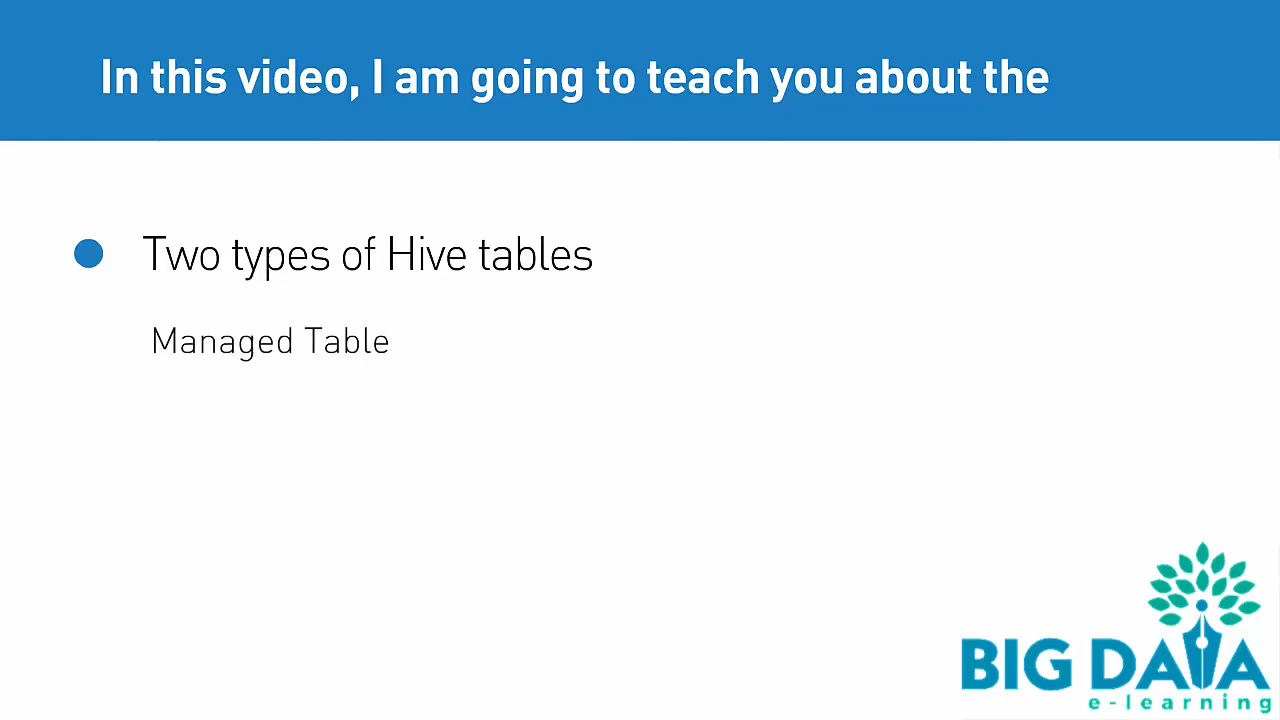 In this video, I am going to teach you about the
Two types of Hive tables
Managed Table
BIG DATA
e-learning